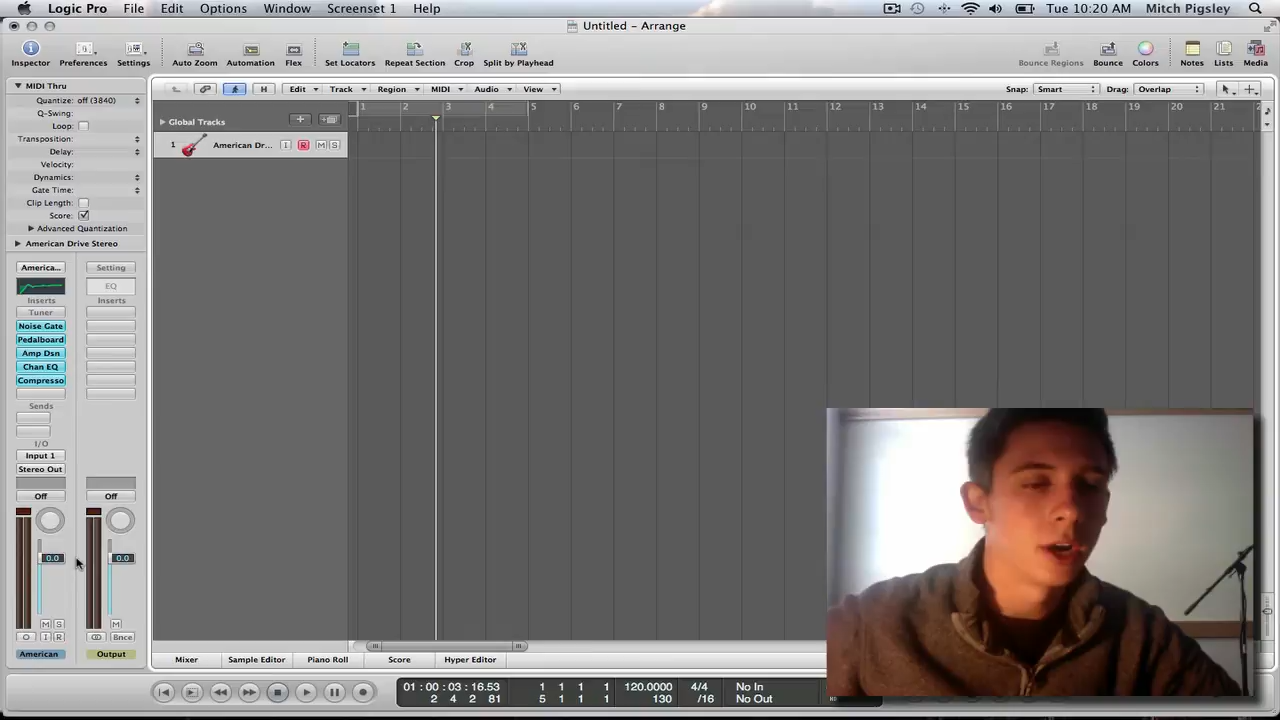 Logic Pro File Edit Options Window Screenset 1 Help Tue 10:20 AM Mitch Pigsley
Untitled - Arrange
Inspector Preferences Settings Auto Zoom Automation Flex Set Locators Repeat Section Crop Split by Playhead Bounce Regions Bounce Colors Notes Lists Media
MIDI Thru
H Edit Track Region MIDI Audio View Snap: Smart Drag: Overlap
Quantize: off (3840)
Q-Swing:
Loop:
Transposition:
Delay:
Velocity:
Dynamics:
Gate Time:
Clip Length:
Score:
Advanced Quantization
American Drive Stereo
1 2 3 4 5 6 7 8 9 10 11 12 13 14 15 16 17 18 19 20 21
Global Tracks
1 American Dr... I R M S
America... Setting
EQ
Inserts Inserts
Tuner
Noise Gate
Pedalboard
Amp Dsn
Chan EQ
Compresso
Sends
I/O
Input 1
Stereo Out
Off Off
0.0 0.0
M S M
I R Bnce
American Output
Mixer Sample Editor Piano Roll Score Hyper Editor
01:00:03:16.53 1 1 1 1 120.0000 4/4 No In
2 4 2 81 5 1 1 1 130 /16 No Out